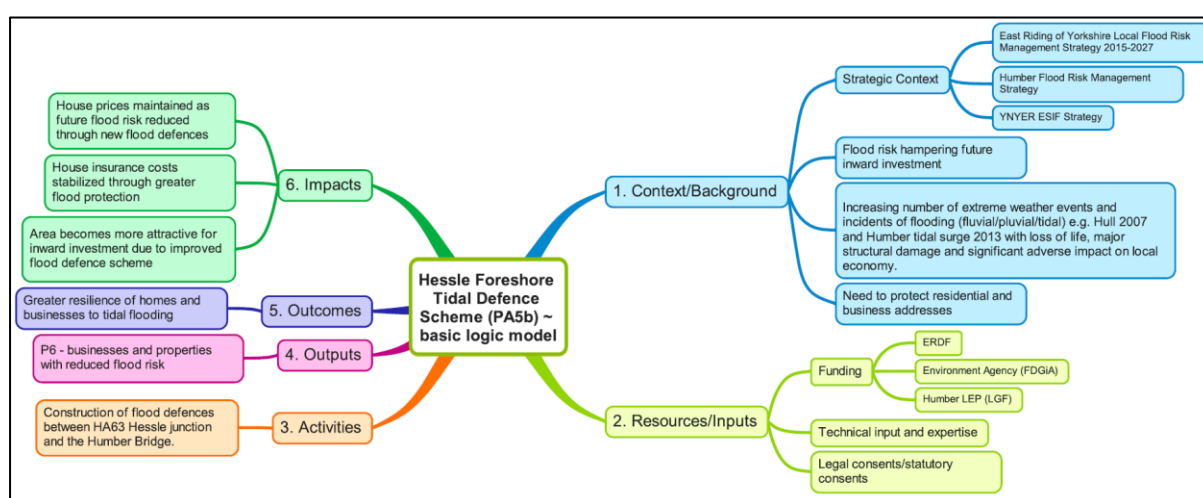 Hessle Foreshore
Tidal Defence
Scheme (PA5b) ~
basic logic model
1. Context/Background
Strategic Context
East Riding of Yorkshire Local Flood Risk
Management Strategy 2015-2027
Humber Flood Risk Management
Strategy
YNYER ESIF Strategy
Flood risk hampering future
inward investment
Increasing number of extreme weather events and
incidents of flooding (fluvial/pluvial/tidal) e.g. Hull 2007
and Humber tidal surge 2013 with loss of life, major
structural damage and significant adverse impact on local
economy.
Need to protect residential and
business addresses
2. Resources/Inputs
Funding
ERDF
Environment Agency (FDGiA)
Humber LEP (LGF)
Technical input and expertise
Legal consents/statutory
consents
3. Activities
Construction of flood defences
between HA63 Hessle junction
and the Humber Bridge.
4. Outputs
P6 - businesses and properties
with reduced flood risk
5. Outcomes
Greater resilience of homes and
businesses to tidal flooding
6. Impacts
House prices maintained as
future flood risk reduced
through new flood defences
House insurance costs
stabilized through greater
flood protection
Area becomes more attractive for
inward investment due to improved
flood defence scheme